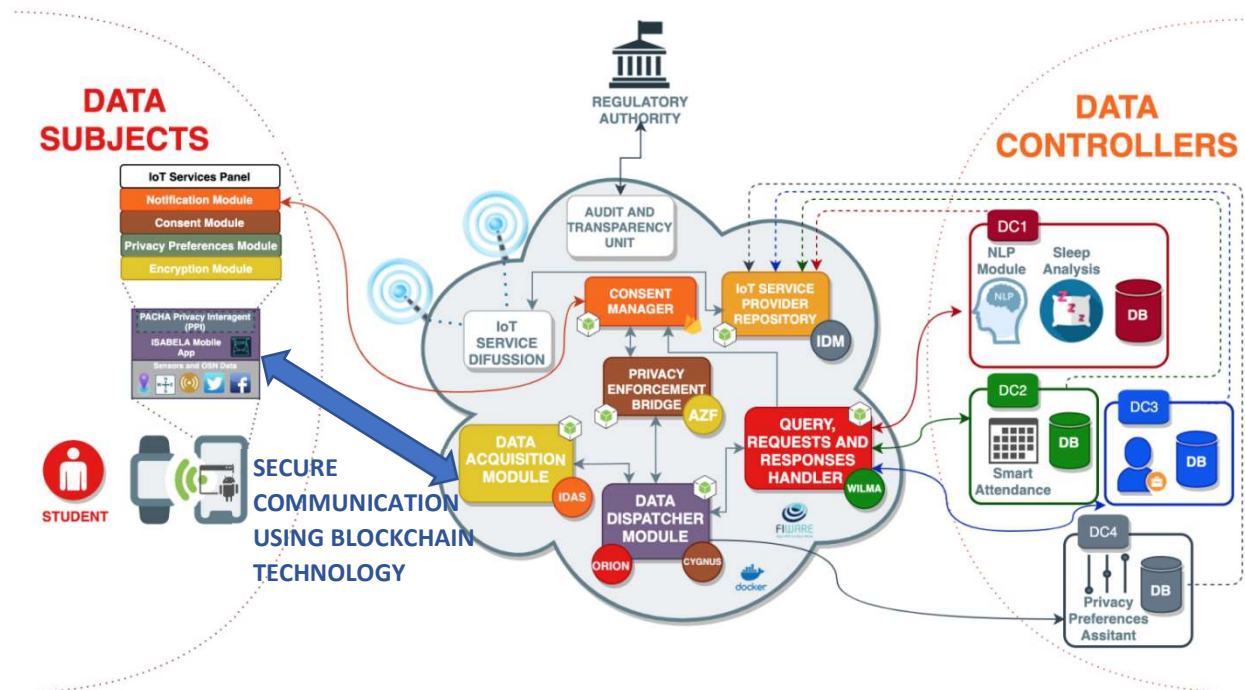 DATA
SUBJECTS
IoT Services Panel
Notification Module
Consent Module
Privacy Preferences Module
Encryption Module
PACHA Privacy Interagent
(PPI)
ISABELA Mobile
App
Sensors and OSN Data
STUDENT
SECURE
COMMUNICATION
USING BLOCKCHAIN
TECHNOLOGY
REGULATORY
AUTHORITY
AUDIT AND
TRANSPARENCY
UNIT
IoT
SERVICE
DIFUSSION
CONSENT
MANAGER
IoT SERVICE
PROVIDER
REPOSITORY
IDM
PRIVACY
ENFORCEMENT
BRIDGE
AZF
DATA
ACQUISITION
MODULE
IDAS
QUERY,
REQUESTS AND
RESPONSES
HANDLER
WILMA
DATA
DISPATCHER
MODULE
ORION
CYGNUS
FIWARE
docker
DATA
CONTROLLERS
DC1
NLP
Module
NLP
Sleep
Analysis
DB
DC2
Smart
Attendance
DB
DC3
DB
DC4
Privacy
Preferences
Assitant
DB